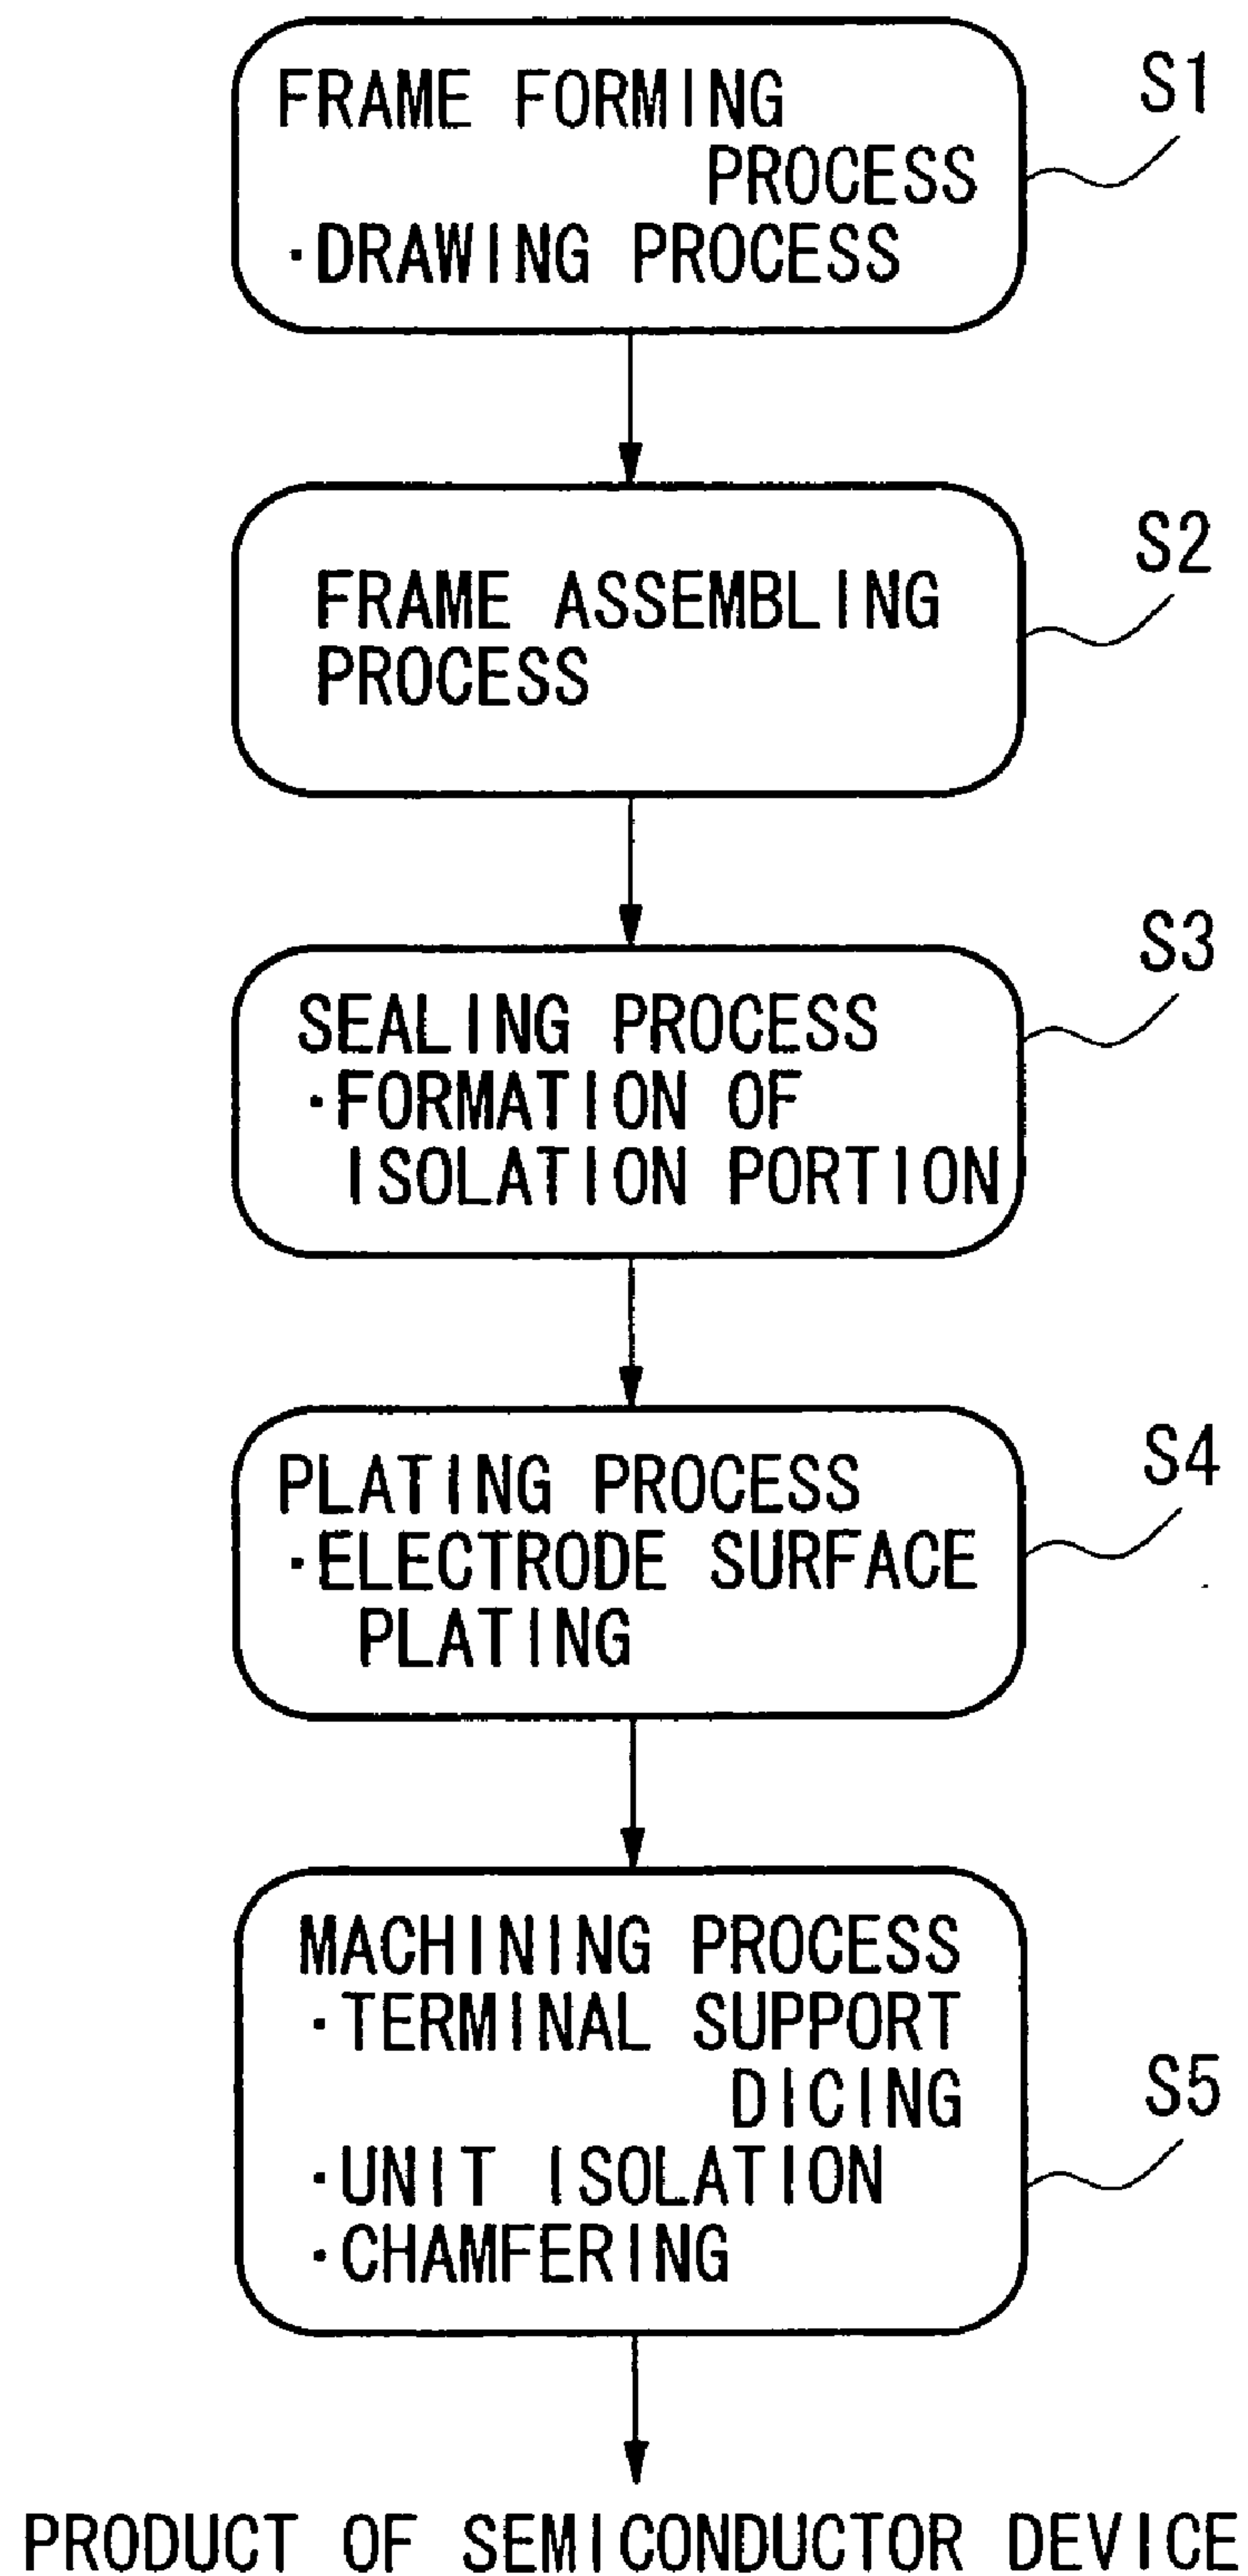 FRAME FORMING
PROCESS
・DRAWING PROCESS
S1
FRAME ASSEMBLING
PROCESS
S2
SEALING PROCESS
・FORMATION OF
ISOLATION PORTION
S3
PLATING PROCESS
・ELECTRODE SURFACE
PLATING
S4
MACHINING PROCESS
・TERMINAL SUPPORT
DICING
・UNIT ISOLATION
・CHAMFERING
S5
PRODUCT OF SEMICONDUCTOR DEVICE